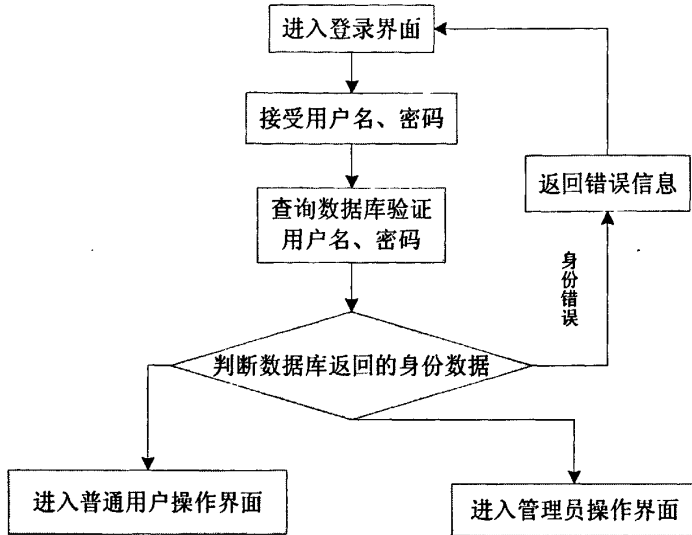 进入登录界面
接受用户名、密码
查询数据库验证
用户名、密码
返回错误信息
身份错误
判断数据库返回的身份数据
进入普通用户操作界面
进入管理员操作界面